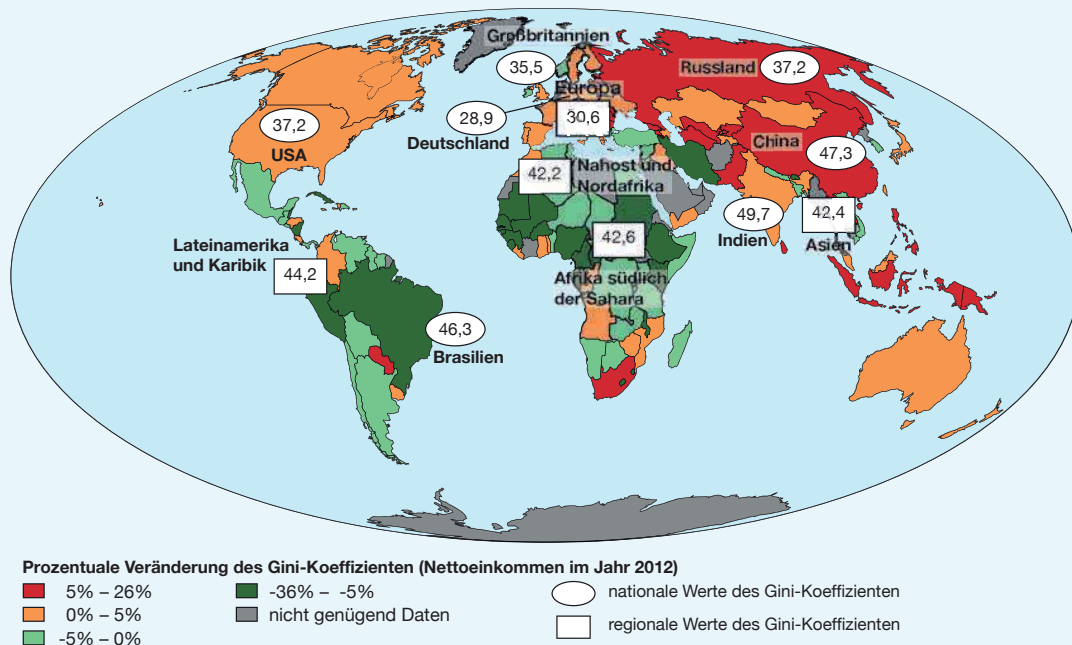 Großbritannien
35,5
Russland
37,2
Europa
30,6
37,2
USA
28,9
Deutschland
China
47,3
42,2
Nahost und
Nordafrika
49,7
Indien
42,4
Asien
Lateinamerika
und Karibik
44,2
42,6
Afrika südlich
der Sahara
46,3
Brasilien
Prozentuale Veränderung des Gini-Koeffizienten (Nettoeinkommen im Jahr 2012)
5% – 26%
0% – 5%
-5% – 0%
-36% – -5%
nicht genügend Daten
nationale Werte des Gini-Koeffizienten
regionale Werte des Gini-Koeffizienten